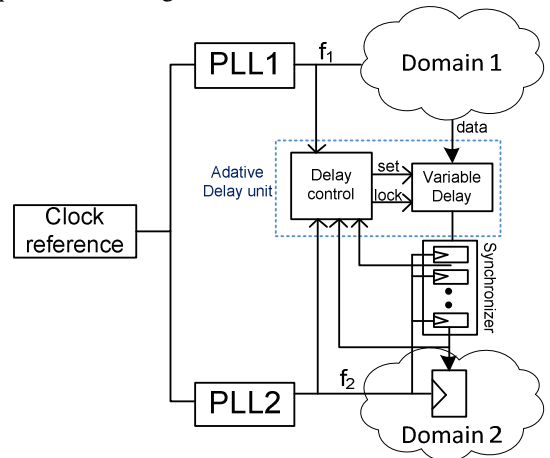 PLL1
f1
Domain 1
data
Adative
Delay unit
Delay
control
set
lock
Variable
Delay
Clock
reference
Synchronizer
PLL2
f2
Domain 2